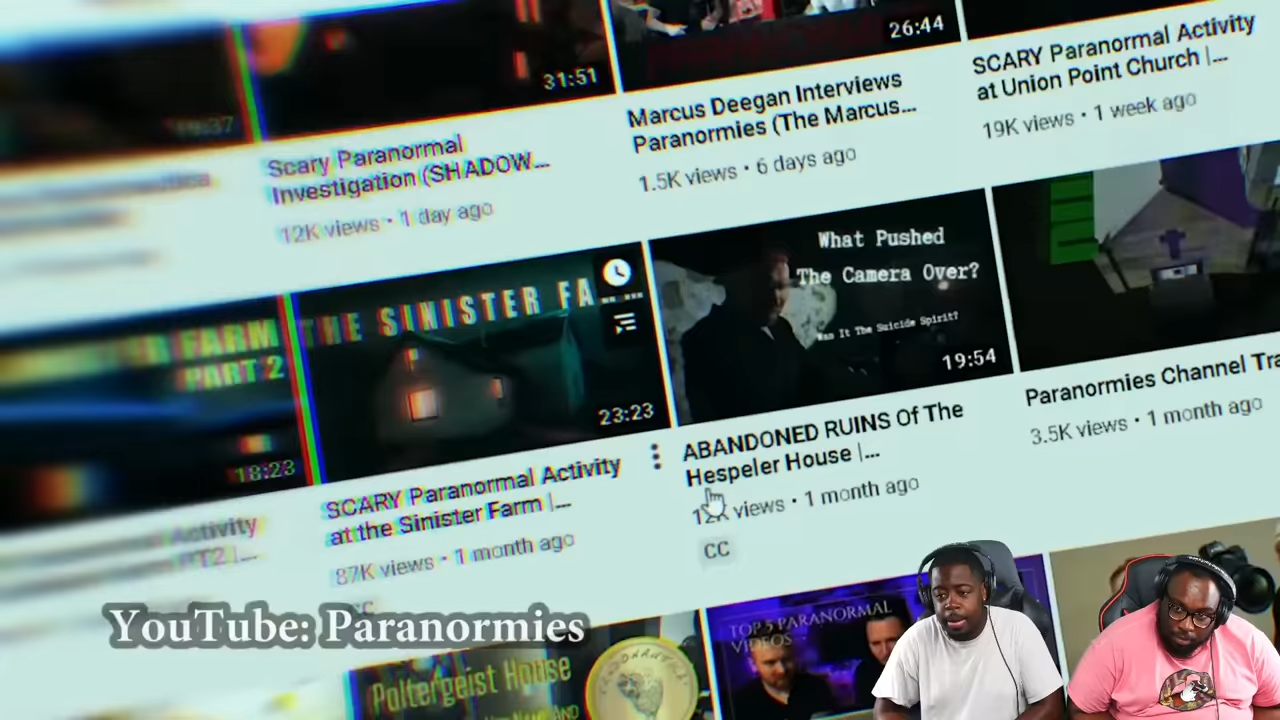 31:51
26:44
Scary Paranormal
Investigation (SHADOW...
12K views • 1 day ago
Marcus Deegan Interviews
Paranormies (The Marcus...
1.5K views • 6 days ago
SCARY Paranormal Activity
at Union Point Church |...
19K views • 1 week ago
FARM
PART 2
18:23
THE SINISTER FA
23:23
What Pushed
The Camera Over?
Was It The Suicide Spirit?
19:54
Activity
PT2 |...
SCARY Paranormal Activity
at the Sinister Farm |...
87K views • 1 month ago
ABANDONED RUINS Of The
Hespeler House |...
12K views • 1 month ago
CC
Paranormies Channel Tra
3.5K views • 1 month ago
YouTube: Paranormies
Poltergeist House
AND
TOP 5 PARANORMAL
VIDEOS